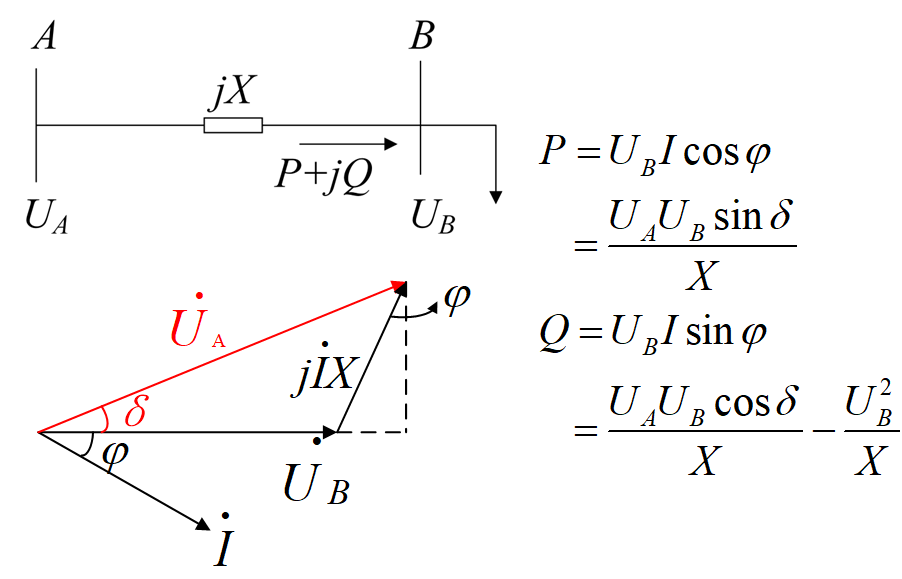 A
B
jX
P+jQ
U_A
U_B
P = U_B I cos φ
= U_A U_B sin δ / X
Q = U_B I sin φ
= U_A U_B cos δ / X − U_B^2 / X
U̇_A
φ
jİX
δ
φ
U̇_B
İ